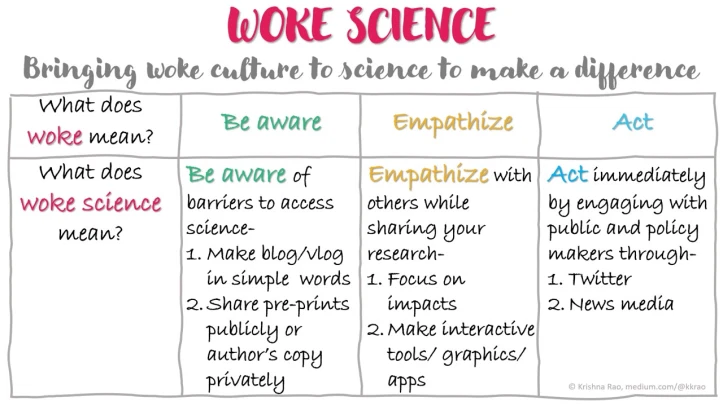 WOKE SCIENCE
Bringing woke culture to science to make a difference
What does
woke mean?
Be aware
Empathize
Act
What does
woke science
mean?
Be aware of
barriers to access
science-
1. Make blog/vlog
in simple words
2. Share pre-prints
publicly or
author's copy
privately
Empathize with
others while
sharing your
research-
1. Focus on
impacts
2. Make interactive
tools/ graphics/
apps
Act immediately
by engaging with
public and policy
makers through-
1. Twitter
2. News media
© Krishna Rao, medium.com/@kkrao